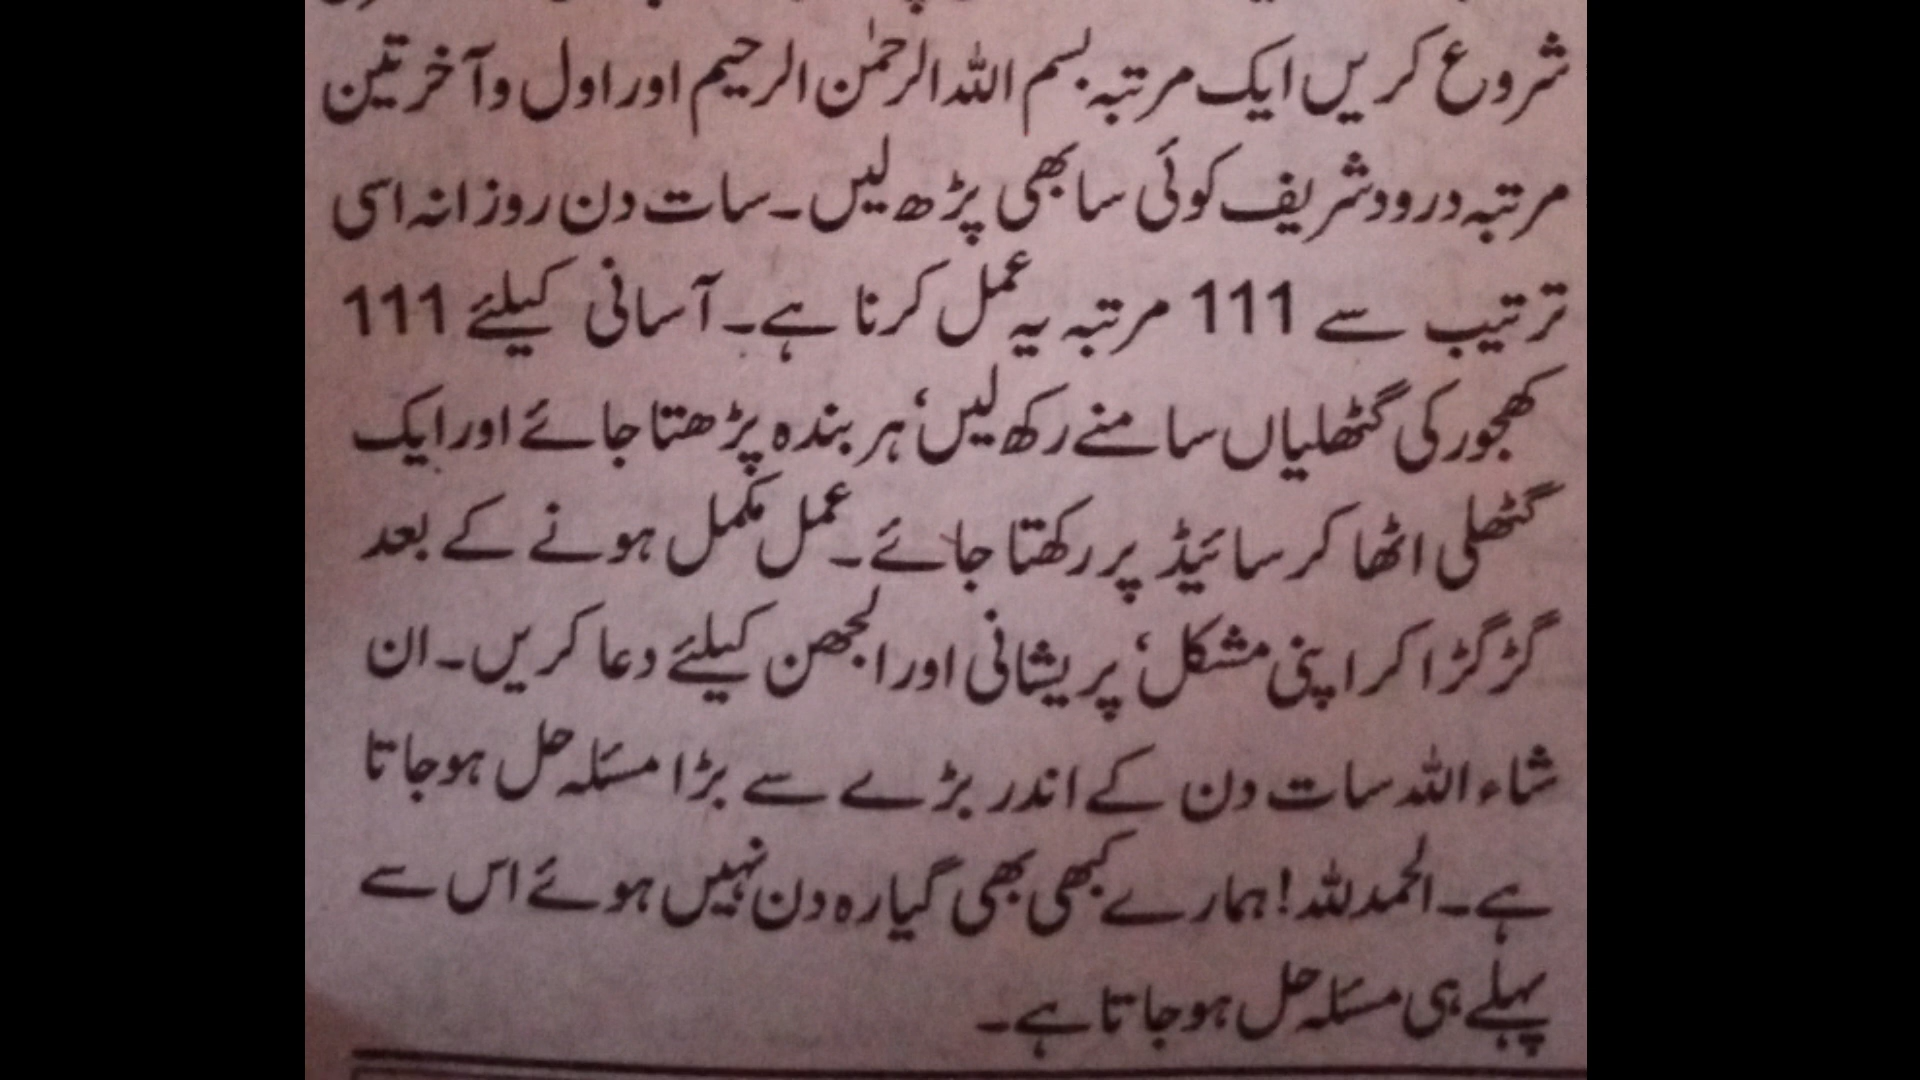 شروع کریں ایک مرتبہ بسم اللہ الرحمٰن الرحیم اور اول و آخر تین
مرتبہ درود شریف کوئی سا بھی پڑھ لیں۔ سات دن روزانہ اسی
ترتیب سے 111 مرتبہ یہ عمل کرنا ہے۔ آسانی کیلئے 111
کھجور کی گٹھلیاں سامنے رکھ لیں‘ ہر بندہ پڑھتا جائے اور ایک
گٹھلی اٹھا کر سائیڈ پر رکھتا جائے۔ عمل مکمل ہونے کے بعد
گڑگڑا کر اپنی مشکل‘ پریشانی اور الجھن کیلئے دعا کریں۔ ان
شاء اللہ سات دن کے اندر بڑے سے بڑا مسئلہ حل ہوجاتا
ہے۔ الحمدللہ! ہمارے کبھی بھی گیارہ دن نہیں ہوئے اس سے
پہلے ہی مسئلہ حل ہوجاتا ہے۔